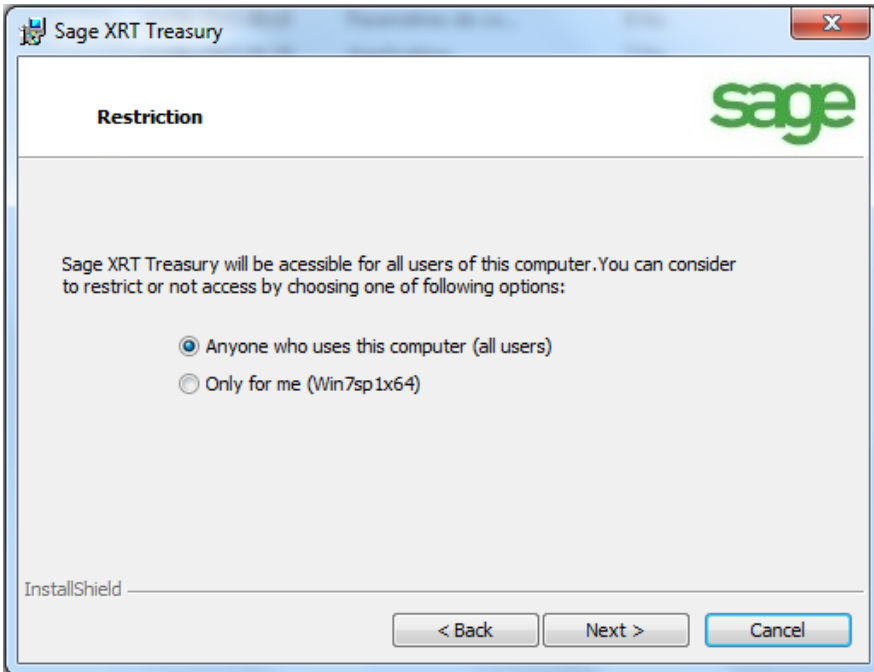 Sage XRT Treasury
Restriction
sage
Sage XRT Treasury will be acessible for all users of this computer.You can consider
to restrict or not access by choosing one of following options:
Anyone who uses this computer (all users)
Only for me (Win7sp1x64)
InstallShield
< Back
Next >
Cancel